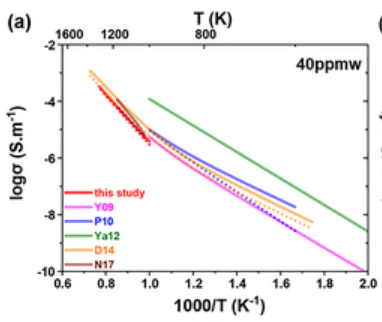 (a)
T (K)
1600 1200 800
40ppmw
logσ (S.m-1)
-2
-4
-6
-8
-10
this study
Y09
P10
Ya12
D14
N17
0.6 0.8 1.0 1.2 1.4 1.6 1.8 2.0
1000/T (K-1)